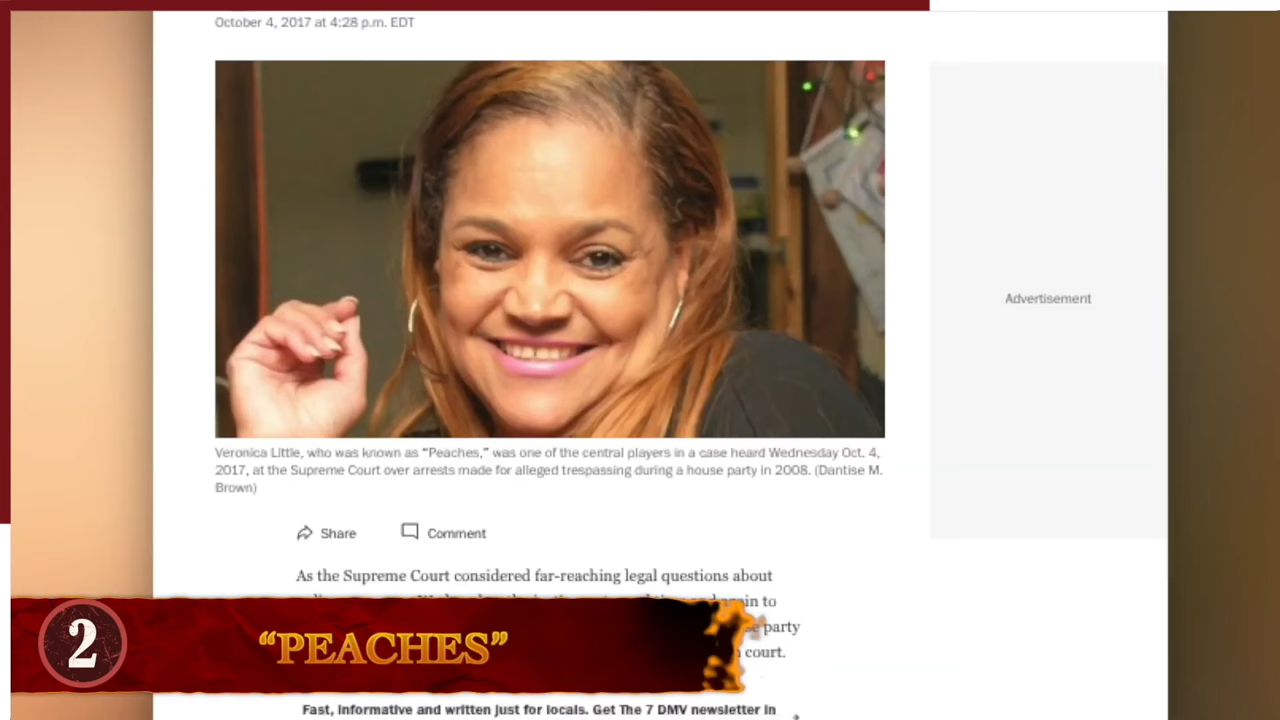 October 4, 2017 at 4:28 p.m. EDT
Advertisement
Veronica Little, who was known as “Peaches,” was one of the central players in a case heard Wednesday Oct. 4,
2017, at the Supreme Court over arrests made for alleged trespassing during a house party in 2008. (Dantise M.
Brown)
Share
Comment
As the Supreme Court considered far-reaching legal questions about
to
party
court.
2
“PEACHES”
Fast, informative and written just for locals. Get The 7 DMV newsletter in